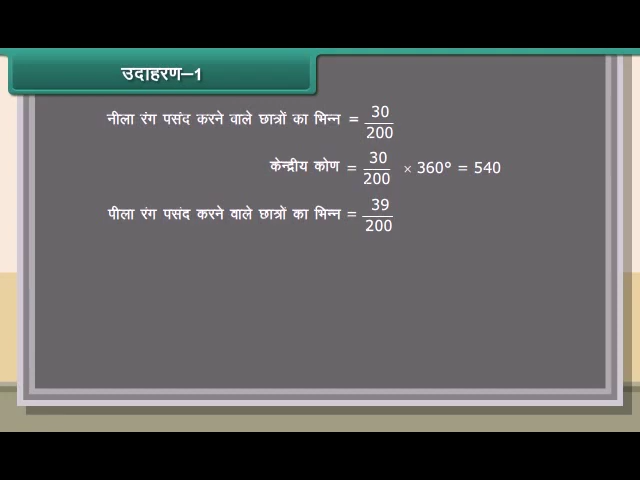 उदाहरण–1
नीला रंग पसंद करने वाले छात्रों का भिन्न = 30/200
केन्द्रीय कोण = 30/200 × 360° = 540
पीला रंग पसंद करने वाले छात्रों का भिन्न = 39/200